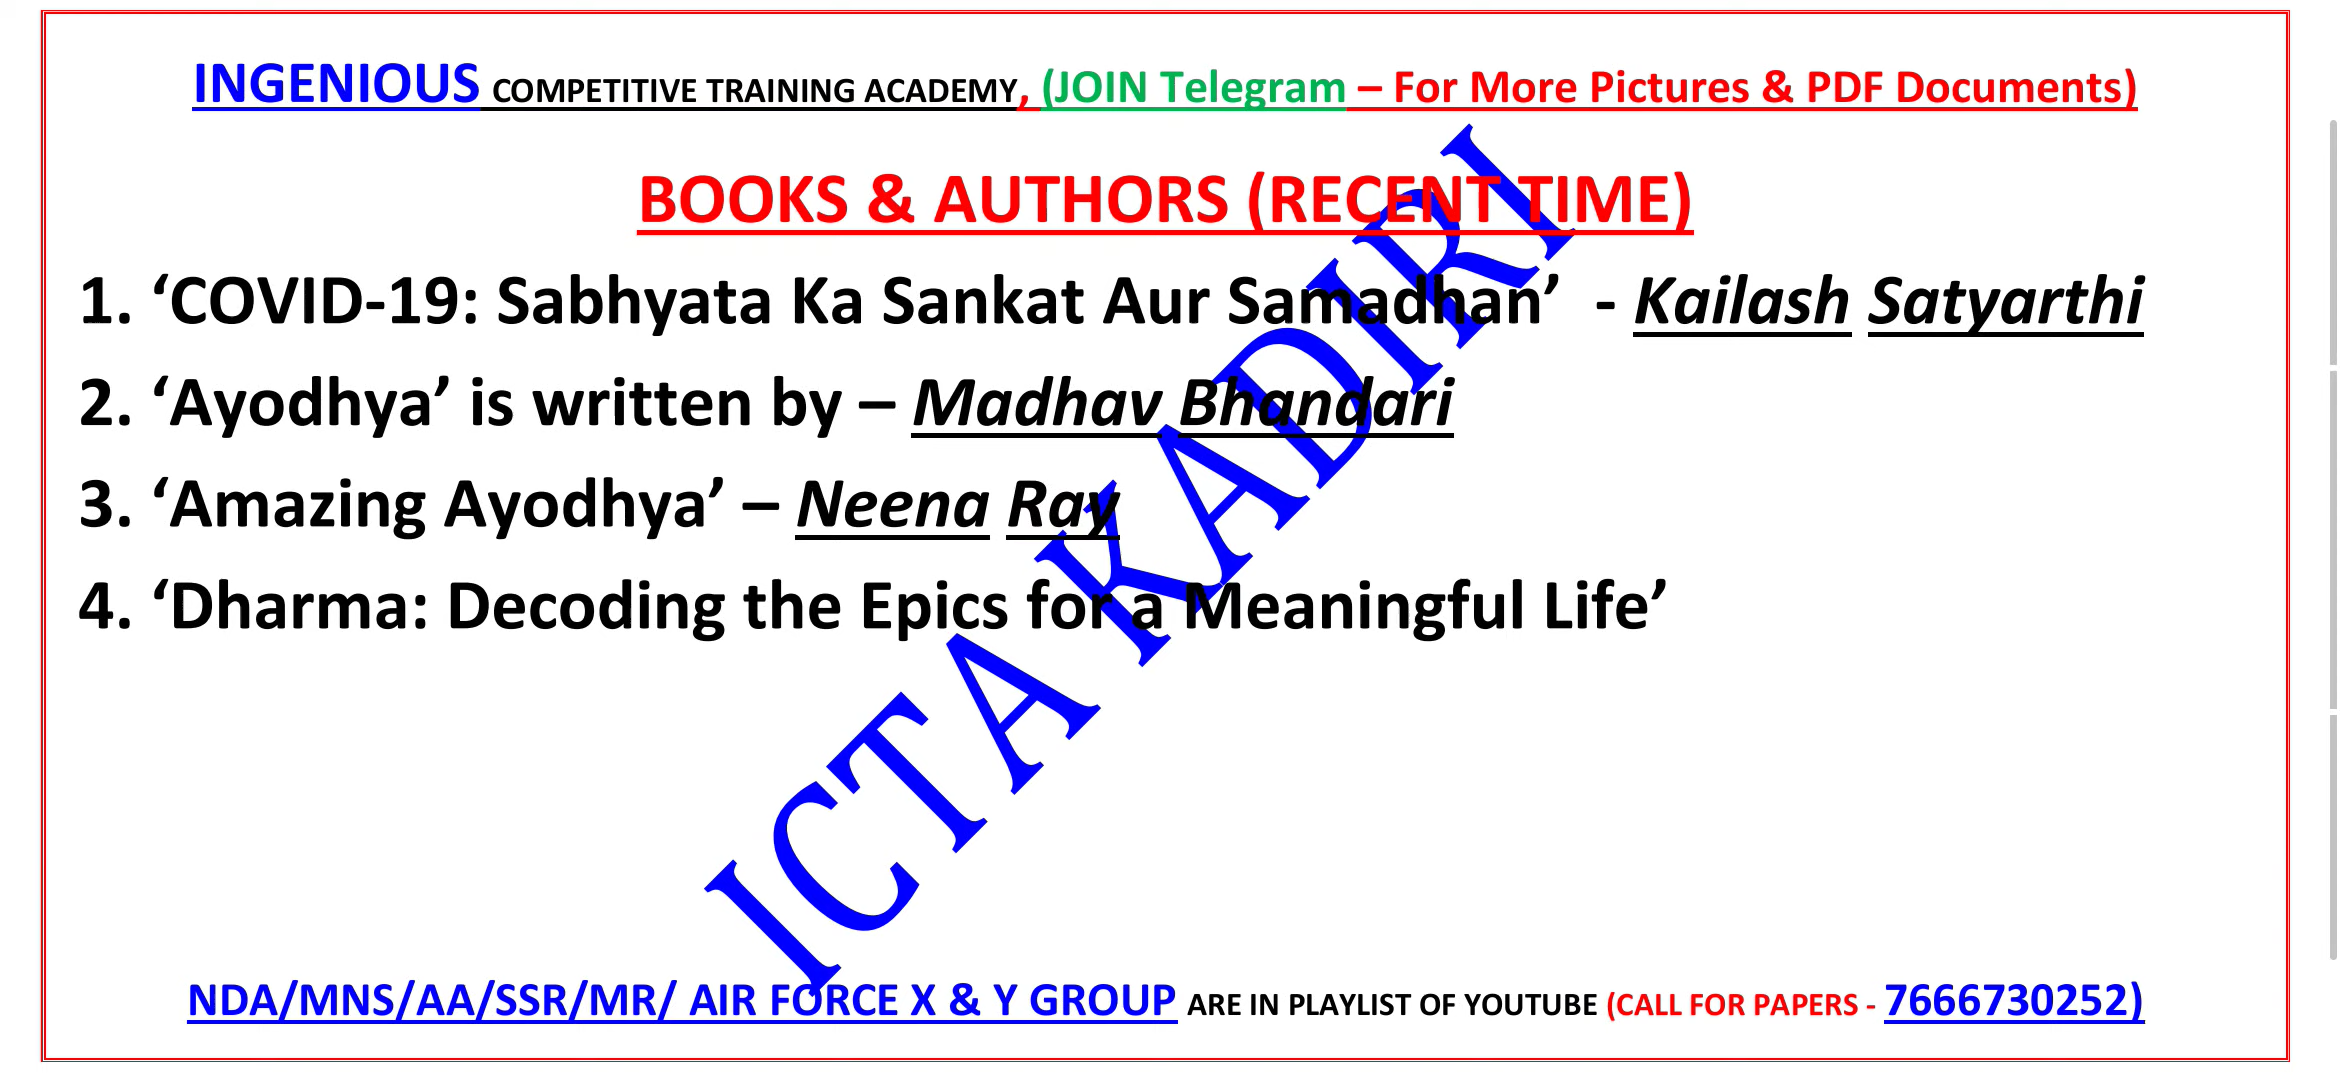 INGENIOUS COMPETITIVE TRAINING ACADEMY, (JOIN Telegram – For More Pictures & PDF Documents)
BOOKS & AUTHORS (RECENT TIME)
1. ‘COVID-19: Sabhyata Ka Sankat Aur Samadhan’ - Kailash Satyarthi
2. ‘Ayodhya’ is written by – Madhav Bhandari
3. ‘Amazing Ayodhya’ – Neena Ray
4. ‘Dharma: Decoding the Epics for a Meaningful Life’
ICTA KADIRI
NDA/MNS/AA/SSR/MR/ AIR FORCE X & Y GROUP ARE IN PLAYLIST OF YOUTUBE (CALL FOR PAPERS - 7666730252)